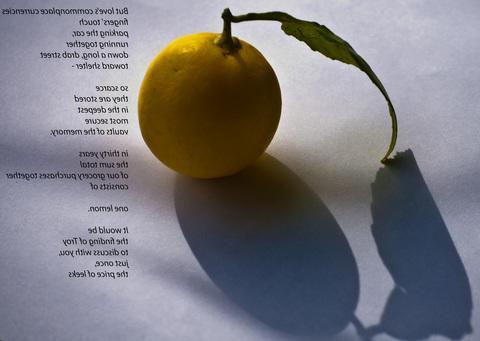 But love's commonplace currencies
fingers' touch
parking the car,
running together
down a long, drab street
toward shelter -
so scarce
they are stored
in the deepest
most secure
vaults of the memory.
in thirty years
the sum total
of our grocery purchases together
consists of
one lemon.
It would be
the finding of Troy
to discuss with you,
just once,
the price of leeks